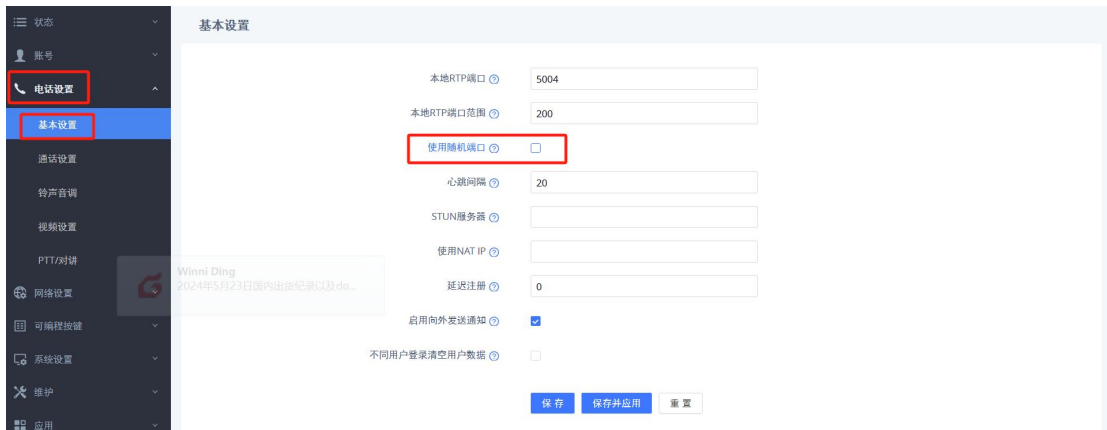 状态
账号
电话设置
基本设置
通话设置
铃声音调
视频设置
PTT/对讲
网络设置
可编程按键
系统设置
维护
应用
基本设置
本地RTP端口 ? 5004
本地RTP端口范围 ? 200
使用随机端口 ?
心跳间隔 ? 20
STUN服务器 ?
使用NAT IP ?
延迟注册 ? 0
启用向外发送通知 ?
不同用户登录清空用户数据 ?
保存 保存并应用 重置
Winni Ding
2024年5月23日国内出货纪录以及do...